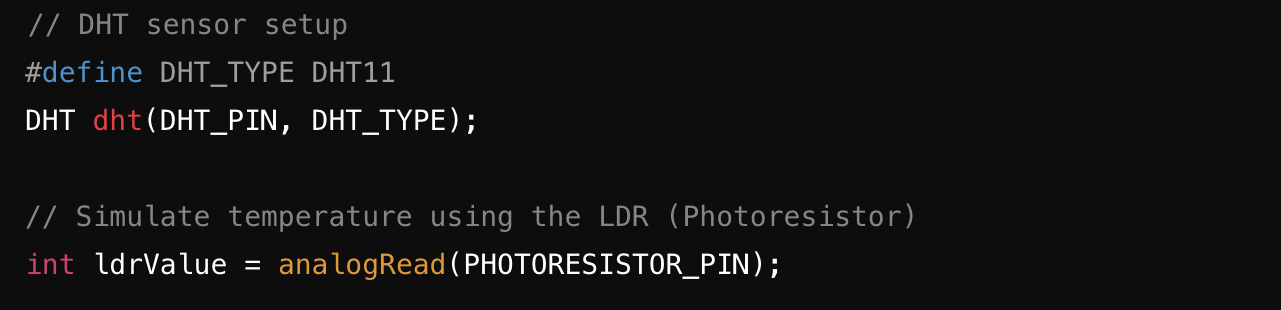 // DHT sensor setup
#define DHT_TYPE DHT11
DHT dht(DHT_PIN, DHT_TYPE);
// Simulate temperature using the LDR (Photoresistor)
int ldrValue = analogRead(PHOTORESISTOR_PIN);